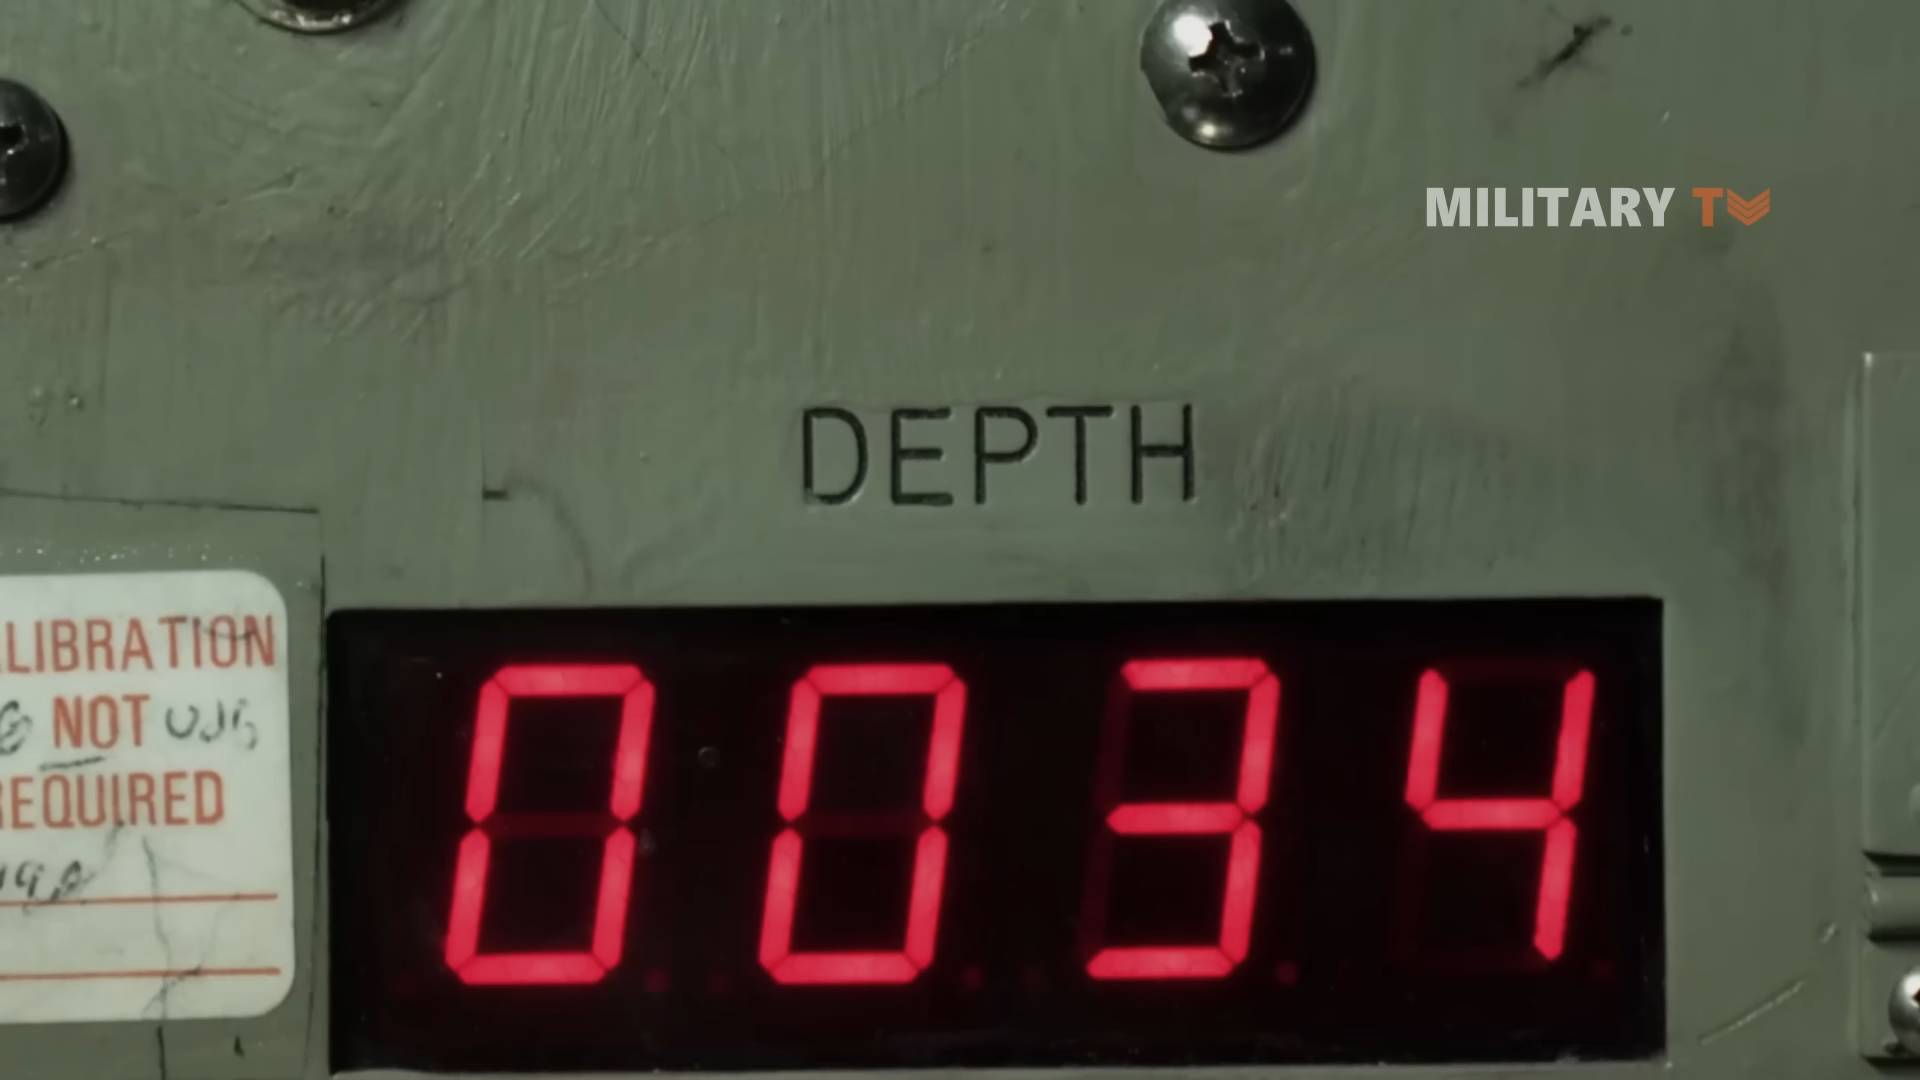 MILITARY TV
DEPTH
LIBRATION
NOT
REQUIRED
0034